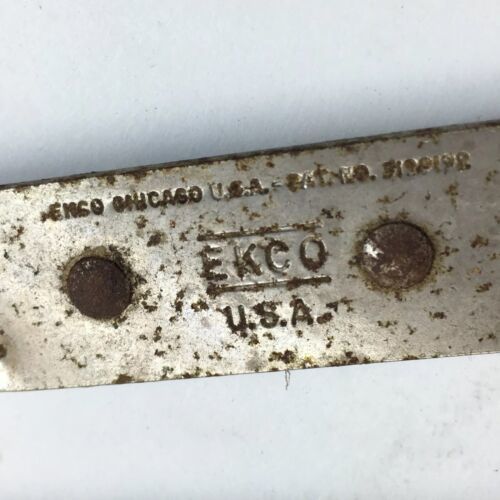 EKCO CHICAGO U.S.A. - PAT. NO.
EKCO
U.S.A.